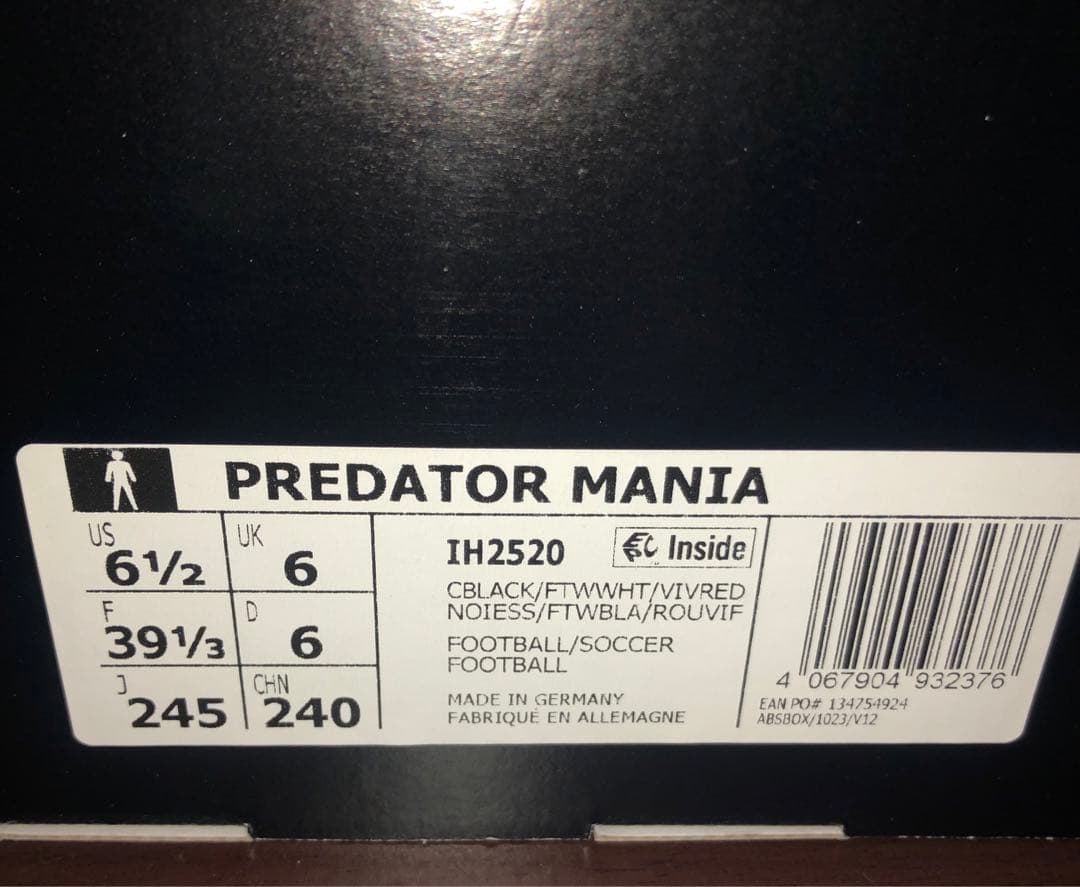 PREDATOR MANIA
US 6½ UK 6
F 39⅓ D 6
J 245 CHN 240
IH2520
Inside
CBLACK/FTWWHT/VIVRED
NOIESS/FTWBLA/ROUVIF
FOOTBALL/SOCCER
FOOTBALL
MADE IN GERMANY
FABRIQUÉ EN ALLEMAGNE
4 067904 932376
EAN PO# 134754924
ABSBOX/1023/V12